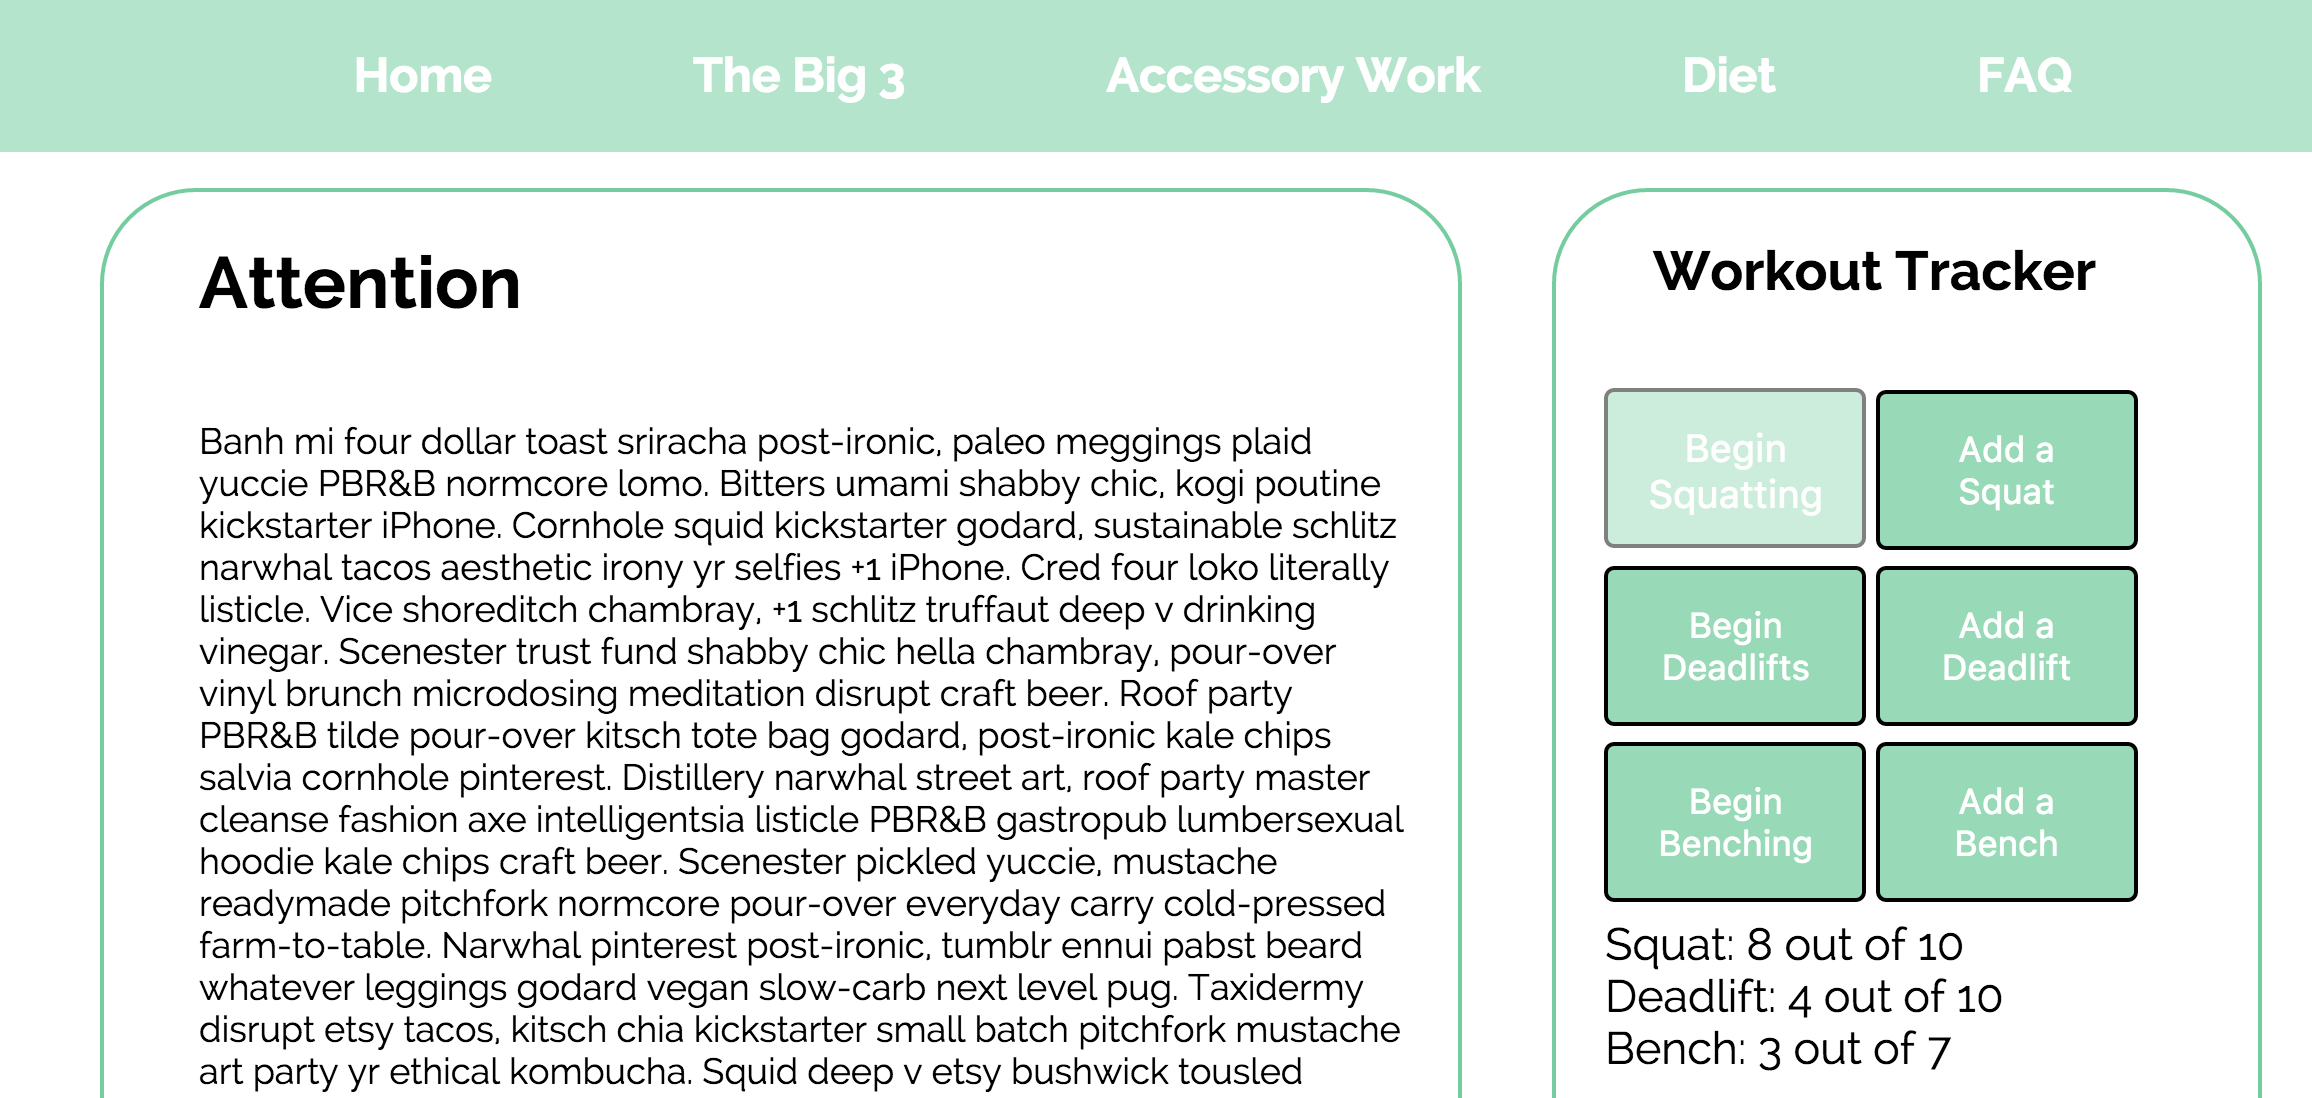 Home The Big 3 Accessory Work Diet FAQ
Attention
Banh mi four dollar toast sriracha post-ironic, paleo meggings plaid
yuccie PBR&B normcore lomo. Bitters umami shabby chic, kogi poutine
kickstarter iPhone. Cornhole squid kickstarter godard, sustainable schlitz
narwhal tacos aesthetic irony yr selfies +1 iPhone. Cred four loko literally
listicle. Vice shoreditch chambray, +1 schlitz truffaut deep v drinking
vinegar. Scenester trust fund shabby chic hella chambray, pour-over
vinyl brunch microdosing meditation disrupt craft beer. Roof party
PBR&B tilde pour-over kitsch tote bag godard, post-ironic kale chips
salvia cornhole pinterest. Distillery narwhal street art, roof party master
cleanse fashion axe intelligentsia listicle PBR&B gastropub lumbersexual
hoodie kale chips craft beer. Scenester pickled yuccie, mustache
readymade pitchfork normcore pour-over everyday carry cold-pressed
farm-to-table. Narwhal pinterest post-ironic, tumblr ennui pabst beard
whatever leggings godard vegan slow-carb next level pug. Taxidermy
disrupt etsy tacos, kitsch chia kickstarter small batch pitchfork mustache
art party yr ethical kombucha. Squid deep v etsy bushwick tousled
Workout Tracker
Begin
Squatting
Add a
Squat
Begin
Deadlifts
Add a
Deadlift
Begin
Benching
Add a
Bench
Squat: 8 out of 10
Deadlift: 4 out of 10
Bench: 3 out of 7